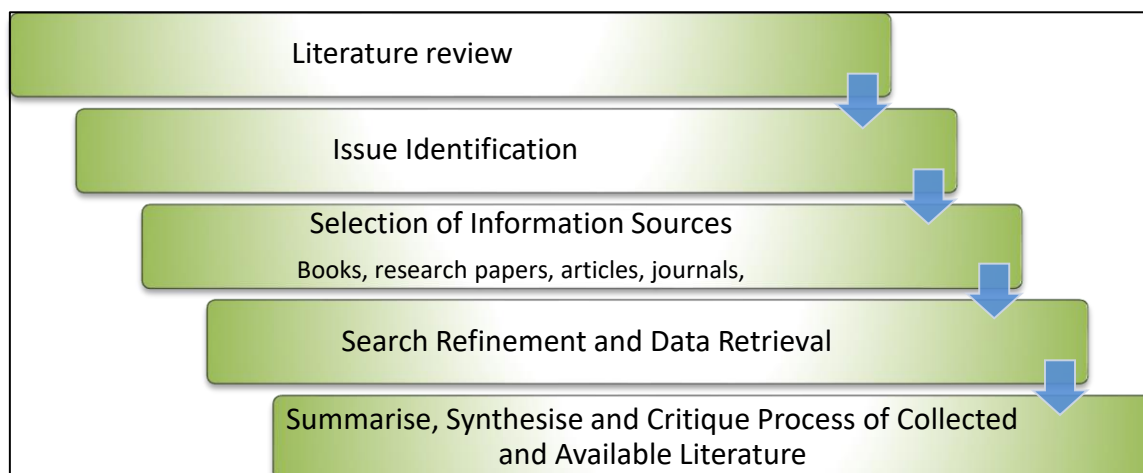 Literature review
Issue Identification
Selection of Information Sources
Books, research papers, articles, journals,
Search Refinement and Data Retrieval
Summarise, Synthesise and Critique Process of Collected
and Available Literature